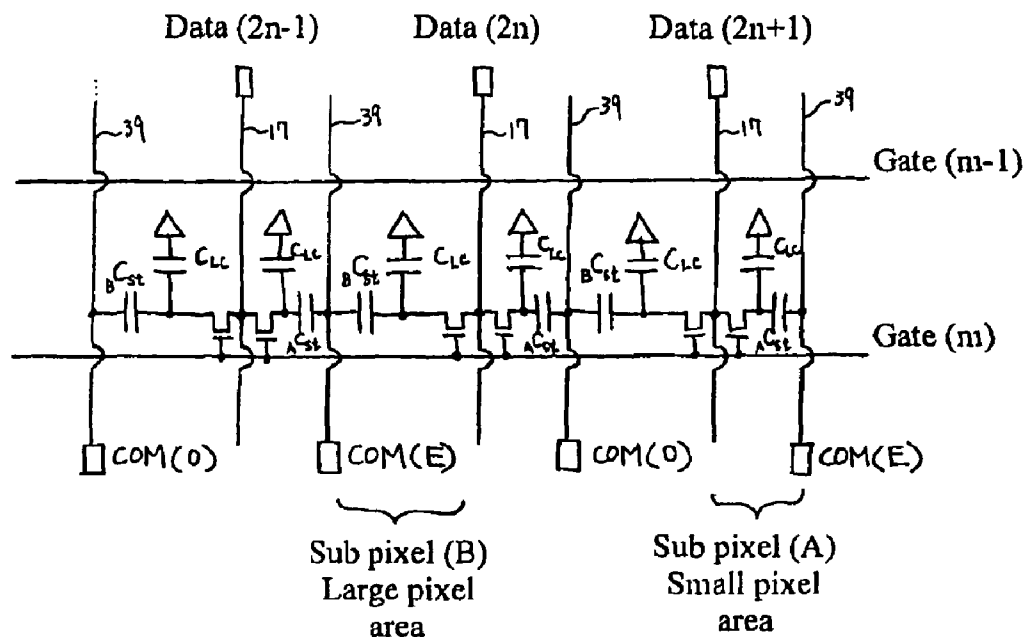 Data (2n-1) Data (2n) Data (2n+1)
39 17 39 17 39 17 39
Gate (m-1)
BCst CLC CLC BCst CLC CLC BCst CLC CLC
ACst ACst ACst
Gate (m)
COM(O) COM(E) COM(O) COM(E)
Sub pixel (B)
Large pixel
area
Sub pixel (A)
Small pixel
area